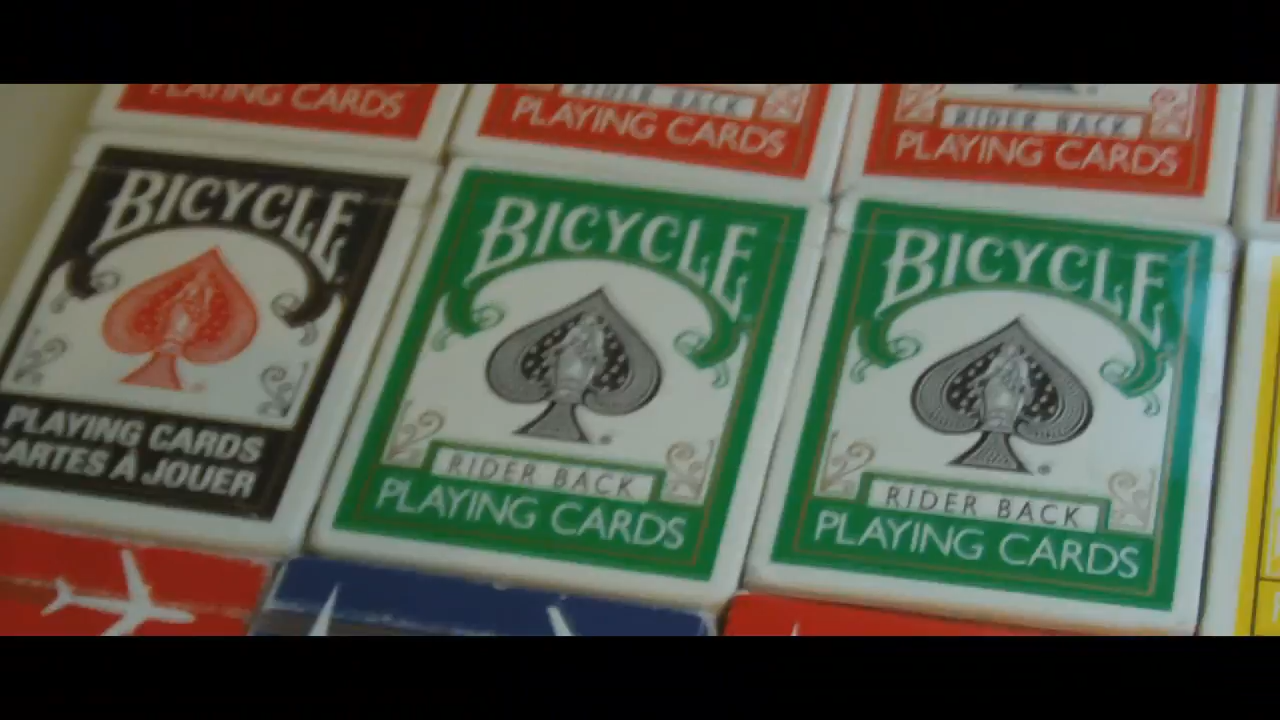 PLAYING CARDS
RIDER BACK
PLAYING CARDS
RIDER BACK
PLAYING CARDS
BICYCLE
PLAYING CARDS
CARTES À JOUER
BICYCLE
RIDER BACK
PLAYING CARDS
BICYCLE
RIDER BACK
PLAYING CARDS